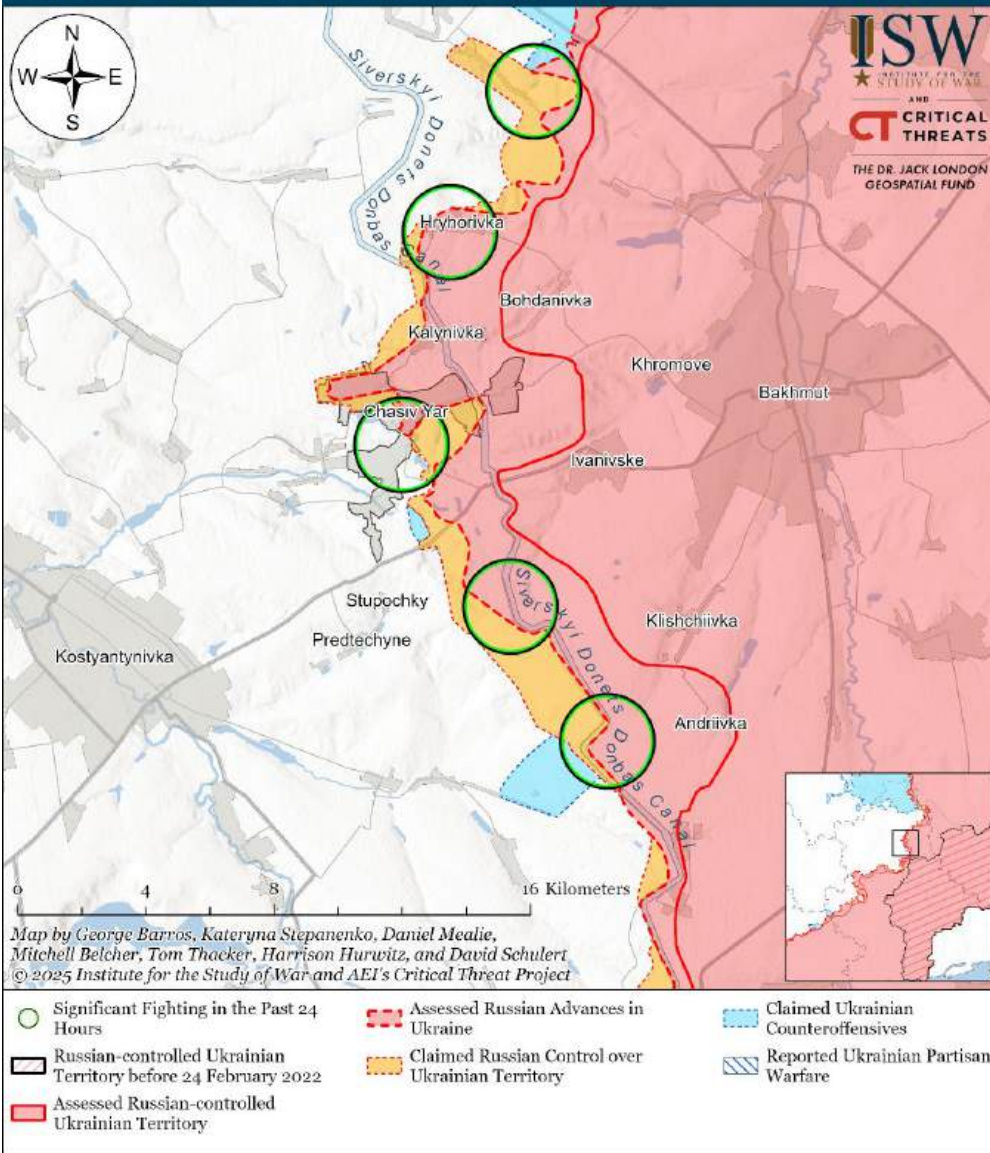 N
W E
S
ISW
INSTITUTE FOR THE
STUDY OF WAR
AND
CT CRITICAL
THREATS
THE DR. JACK LONDON
GEOSPATIAL FUND
Siverskyi Donets Donbas Canal
Hryhorivka
Bohdanivka
Kalynivka
Khromove
Bakhmut
Chasiv Yar
Ivanivske
Siverskyi Donets Donbas Canal
Stupochky
Klishchiivka
Predtechyne
Kostyantynivka
Andriivka
0 4 8 16 Kilometers
Map by George Barros, Kateryna Stepanenko, Daniel Mealie,
Mitchell Belcher, Tom Thacker, Harrison Hurwitz, and David Schulert
© 2025 Institute for the Study of War and AEI's Critical Threat Project
Significant Fighting in the Past 24
Hours
Russian-controlled Ukrainian
Territory before 24 February 2022
Assessed Russian-controlled
Ukrainian Territory
Assessed Russian Advances in
Ukraine
Claimed Russian Control over
Ukrainian Territory
Claimed Ukrainian
Counteroffensives
Reported Ukrainian Partisan
Warfare